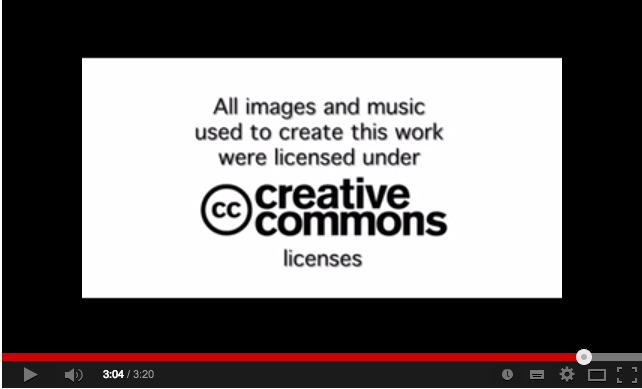 All images and music
used to create this work
were licensed under
cc creative
commons
licenses
3:04 / 3:20